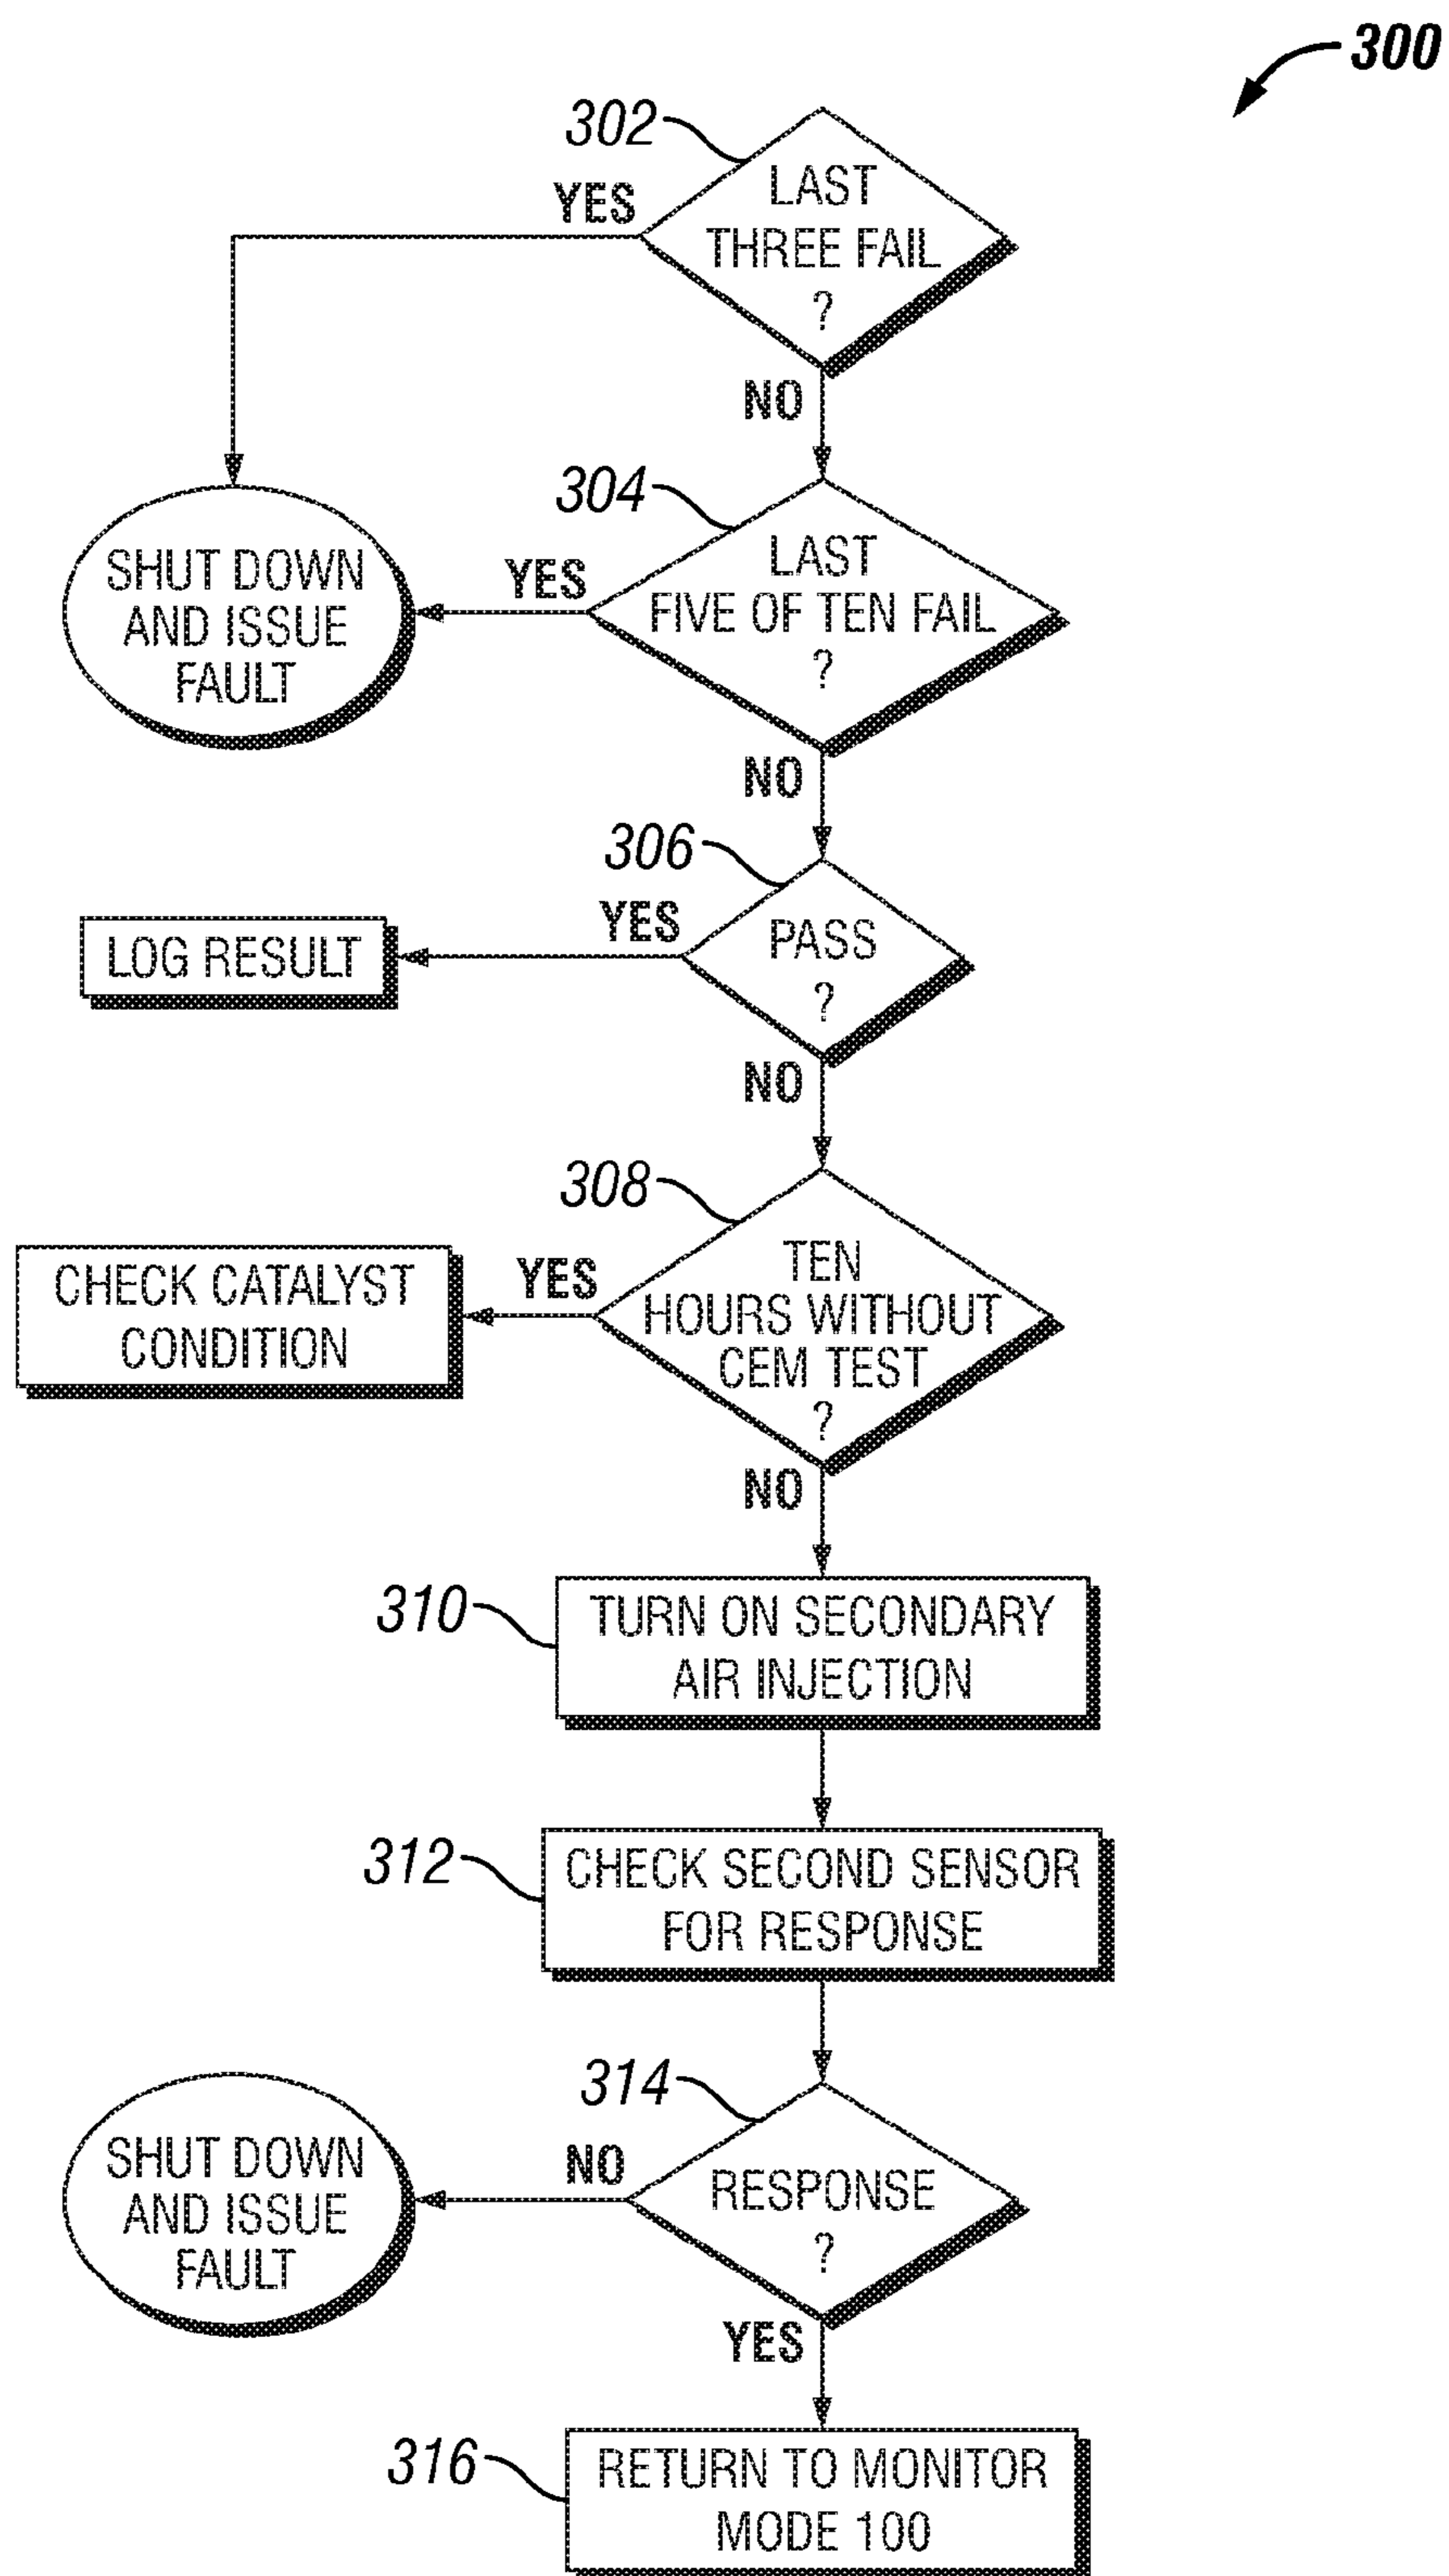 300
302
YES
LAST
THREE FAIL
?
NO
304
YES
LAST
FIVE OF TEN FAIL
?
SHUT DOWN
AND ISSUE
FAULT
NO
306
YES
PASS
?
LOG RESULT
NO
308
YES
TEN
HOURS WITHOUT
CEM TEST
?
CHECK CATALYST
CONDITION
NO
310
TURN ON SECONDARY
AIR INJECTION
312
CHECK SECOND SENSOR
FOR RESPONSE
314
NO
RESPONSE
?
SHUT DOWN
AND ISSUE
FAULT
YES
316
RETURN TO MONITOR
MODE 100